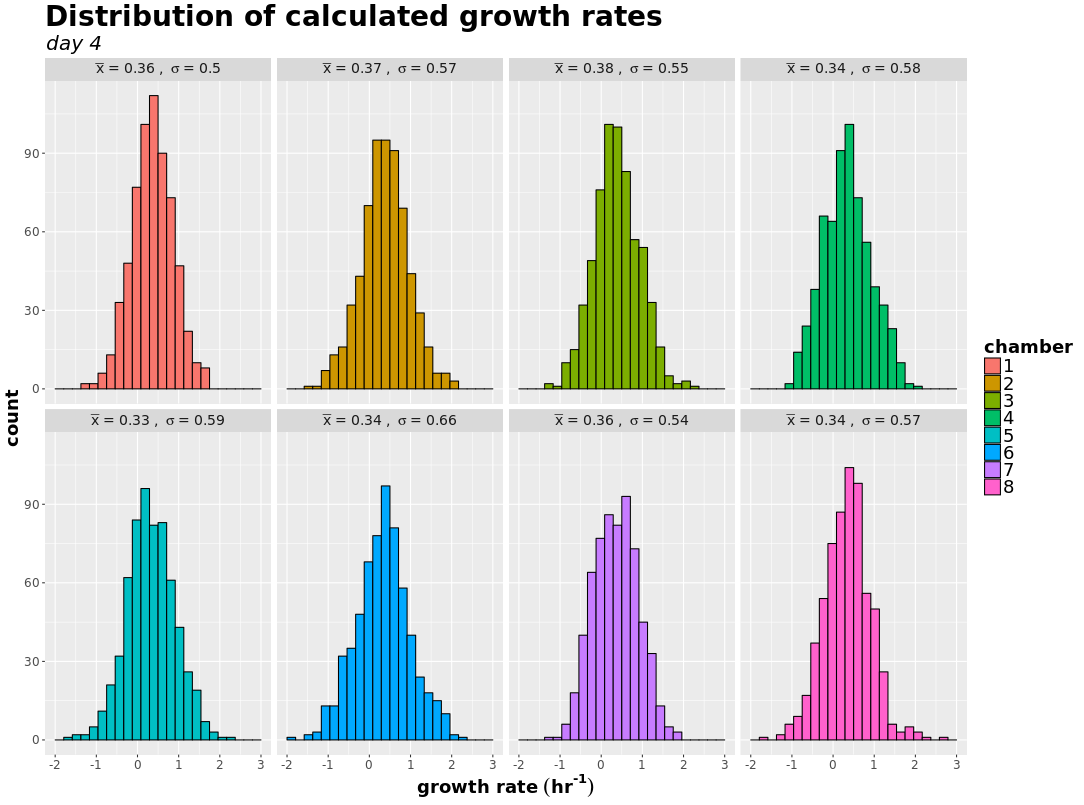 Distribution of calculated growth rates
day 4
x̅ = 0.36 , σ = 0.5
x̅ = 0.37 , σ = 0.57
x̅ = 0.38 , σ = 0.55
x̅ = 0.34 , σ = 0.58
90
60
30
0
x̅ = 0.33 , σ = 0.59
x̅ = 0.34 , σ = 0.66
x̅ = 0.36 , σ = 0.54
x̅ = 0.34 , σ = 0.57
90
60
30
0
-2 -1 0 1 2 3
-2 -1 0 1 2 3
-2 -1 0 1 2 3
-2 -1 0 1 2 3
growth rate (hr⁻¹)
count
chamber
1
2
3
4
5
6
7
8